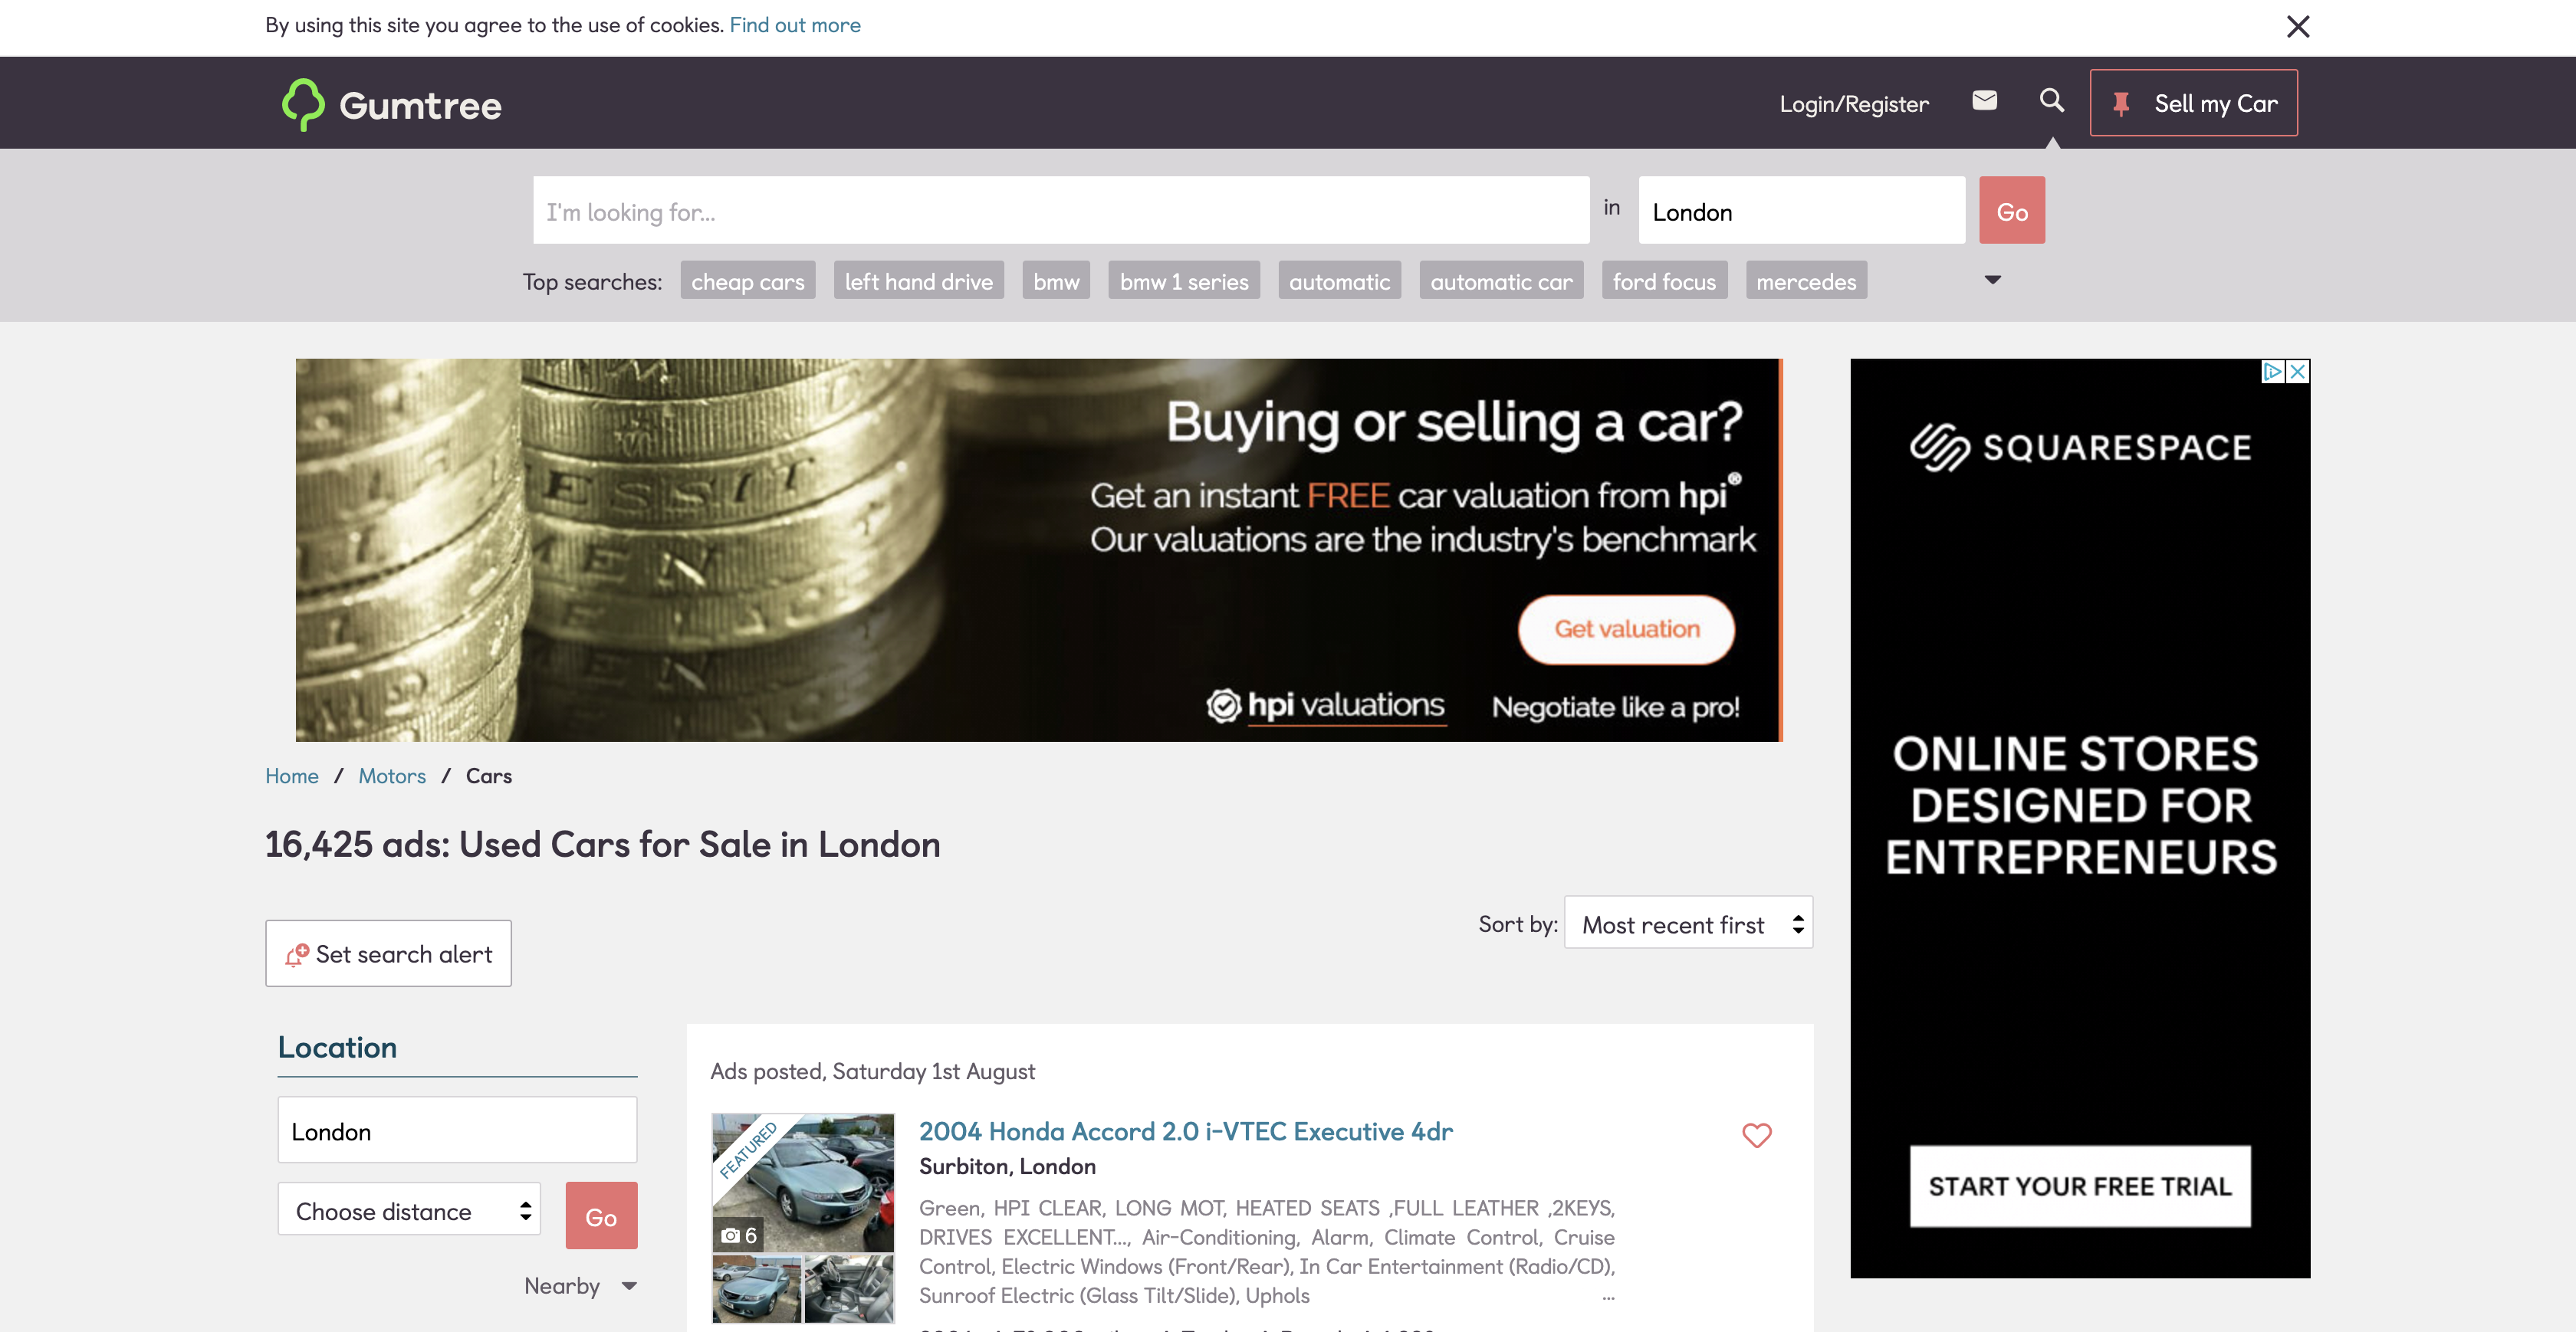 By using this site you agree to the use of cookies. Find out more
Gumtree
Login/Register
Sell my Car
I'm looking for...
in
London
Go
Top searches:
cheap cars
left hand drive
bmw
bmw 1 series
automatic
automatic car
ford focus
mercedes
ESSIT
MEN
Buying or selling a car?
Get an instant FREE car valuation from hpi®
Our valuations are the industry's benchmark
Get valuation
hpi valuations
Negotiate like a pro!
SQUARESPACE
ONLINE STORES
DESIGNED FOR
ENTREPRENEURS
START YOUR FREE TRIAL
Home / Motors / Cars
16,425 ads: Used Cars for Sale in London
Set search alert
Sort by: Most recent first
Location
London
Choose distance
Go
Nearby
Ads posted, Saturday 1st August
FEATURED
6
2004 Honda Accord 2.0 i-VTEC Executive 4dr
Surbiton, London
Green, HPI CLEAR, LONG MOT, HEATED SEATS ,FULL LEATHER ,2KEYS,
DRIVES EXCELLENT..., Air-Conditioning, Alarm, Climate Control, Cruise
Control, Electric Windows (Front/Rear), In Car Entertainment (Radio/CD),
Sunroof Electric (Glass Tilt/Slide), Uphols ...